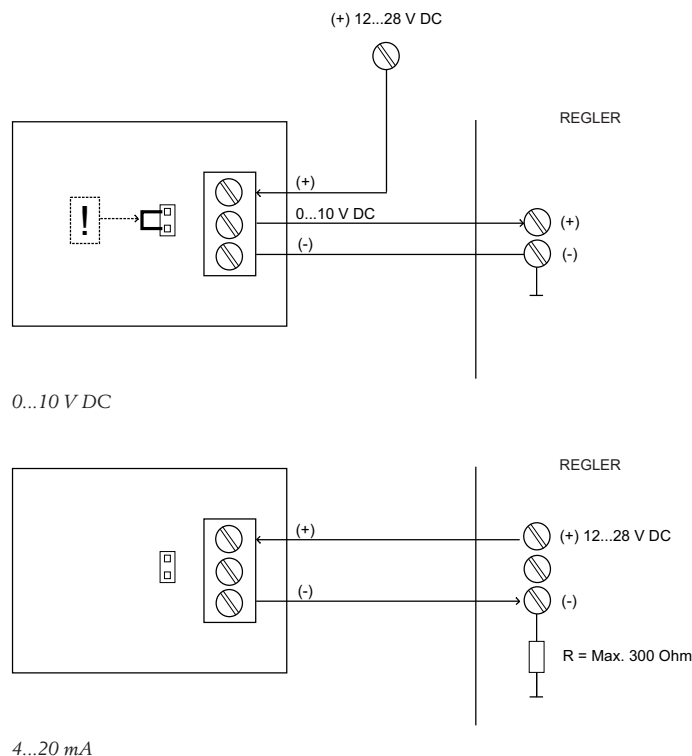 (+) 12...28 V DC
REGLER
!
(+)
0...10 V DC
(+)
(-)
(-)
0...10 V DC
REGLER
(+)
(+) 12...28 V DC
(-)
(-)
R = Max. 300 Ohm
4...20 mA